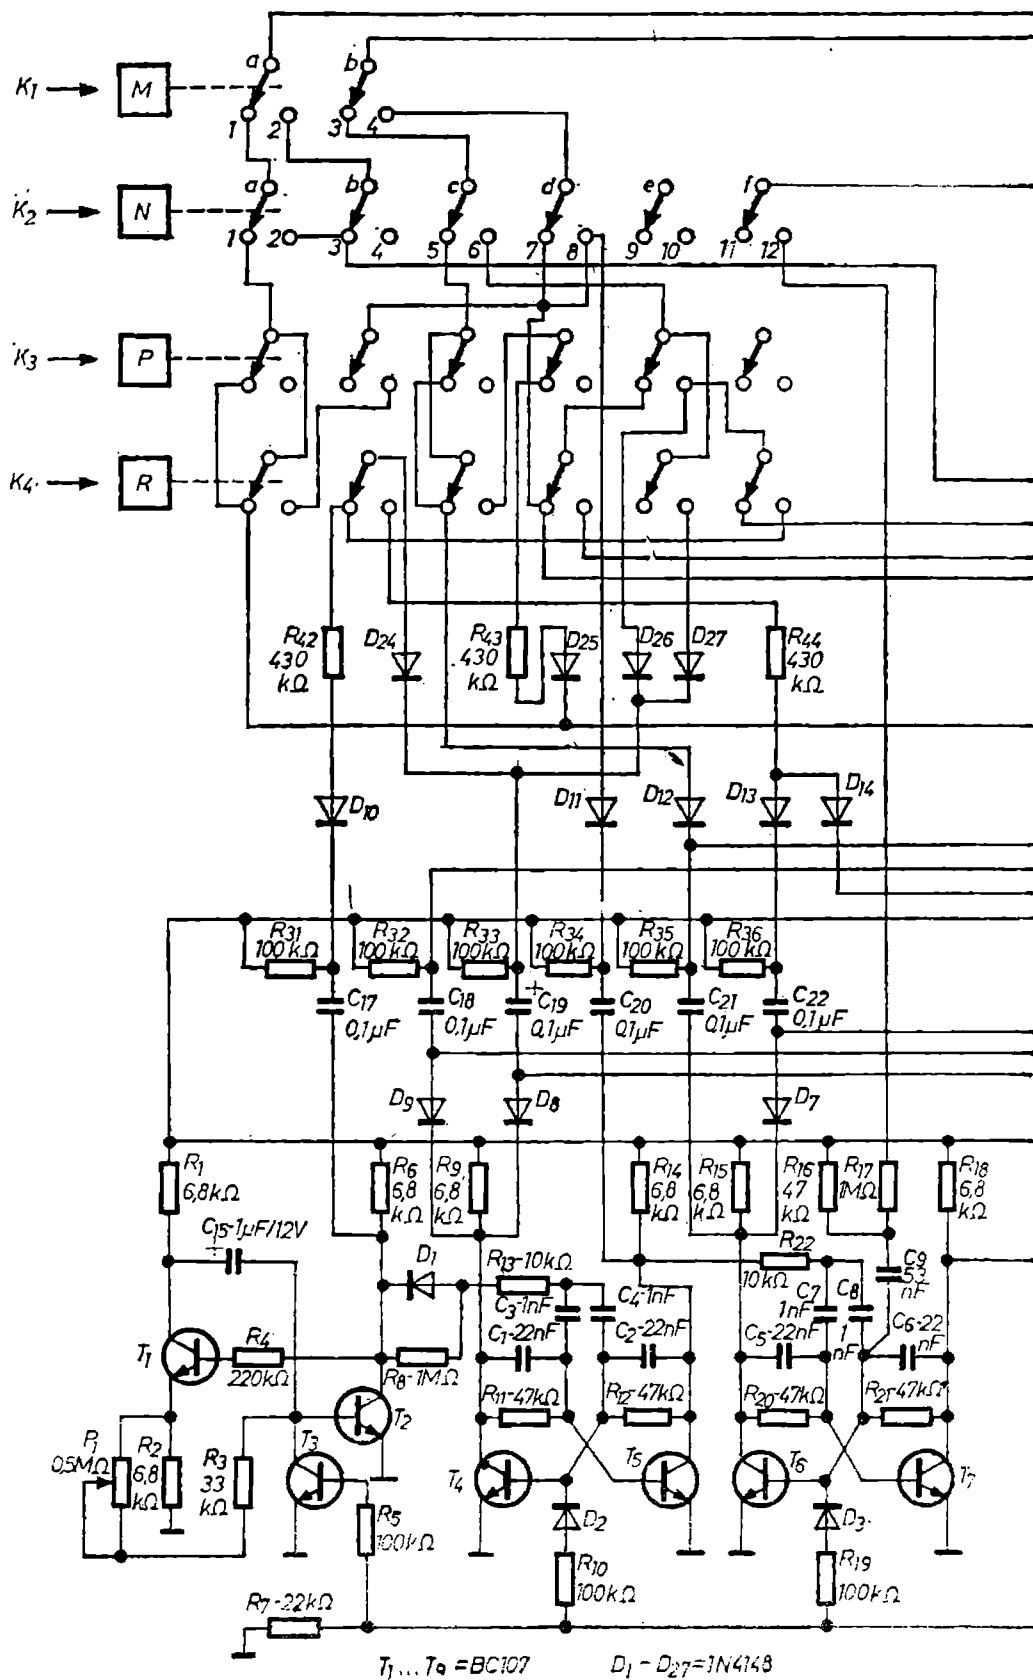 a b
K1 M
1 2 3 4
a b c d e f
K2 N
1 2 3 4 5 6 7 8 9 10 11 12
K3 P
K4 R
R42 430 kΩ
D24
R43 430 kΩ
D25
D26
D27
R44 430 kΩ
D10
D11
D12
D13
D14
R31 100kΩ
R32 100kΩ
R33 100kΩ
R34 100kΩ
R35 100kΩ
R36 100kΩ
C17 0,1µF
C18 0,1µF
+
C19 0,1µF
C20 0,1µF
C21 0,1µF
C22 0,1µF
D9
D8
D7
R1 6,8kΩ
R6 6,8 kΩ
R9 6,8 kΩ
R14 6,8 kΩ
R15 6,8 kΩ
R16 47 kΩ
R17 1MΩ
R18 6,8 kΩ
C15-1µF/12V
+
D1
R13-10kΩ
R22 10kΩ
C3-1nF
C4-1nF
C7 1nF
C8 1 nF
C9 53 nF
C1-22nF
C2-22nF
C5-22nF
C6-22 nF
T1
R4 220kΩ
R8-1MΩ
T2
R11-47kΩ
R12-47kΩ
R20-47kΩ
R21-47kΩ
P1 0,5MΩ
R2 6,8 kΩ
R3 33 kΩ
T3
T4
T5
T6
T7
R5 100kΩ
D2
D3
R10 100kΩ
R19 100kΩ
R7-22kΩ
T1...T9 =BC107 D1-D27=1N4148